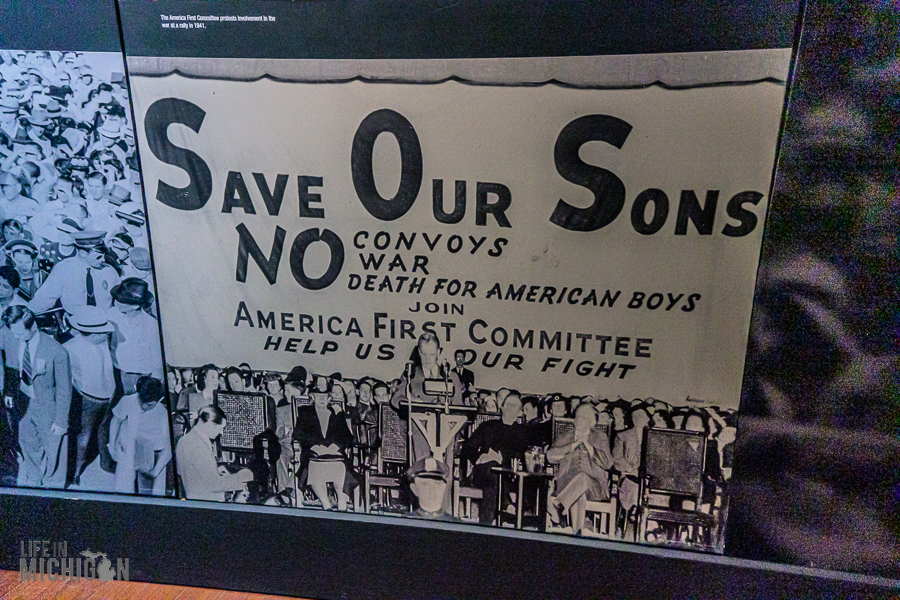 The America First Committee protests involvement in the
war at a rally in 1941.
SAVE OUR SONS
NO CONVOYS
WAR
DEATH FOR AMERICAN BOYS
JOIN
AMERICA FIRST COMMITTEE
HELP US OUR FIGHT
LIFE IN
MICHIGAN